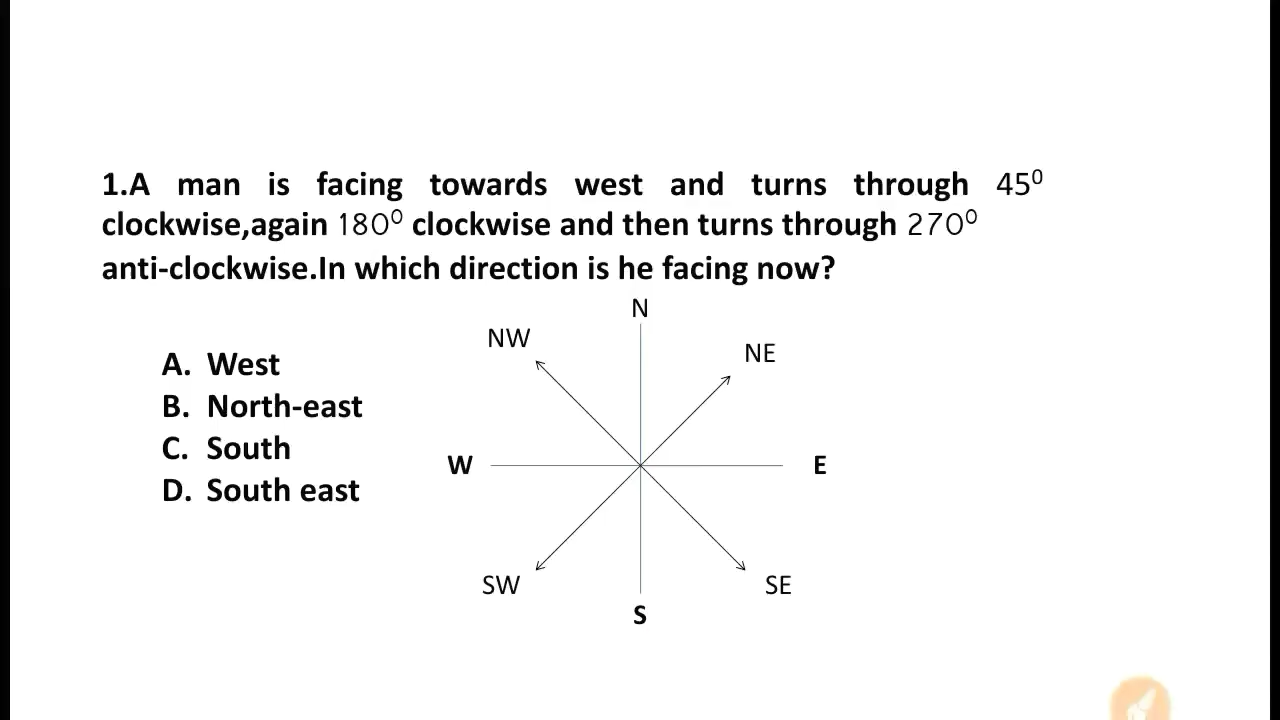 1.A man is facing towards west and turns through 45⁰
clockwise,again 180⁰ clockwise and then turns through 270⁰
anti-clockwise.In which direction is he facing now?
N
NW
NE
A. West
B. North-east
C. South
W
E
D. South east
SW
SE
S